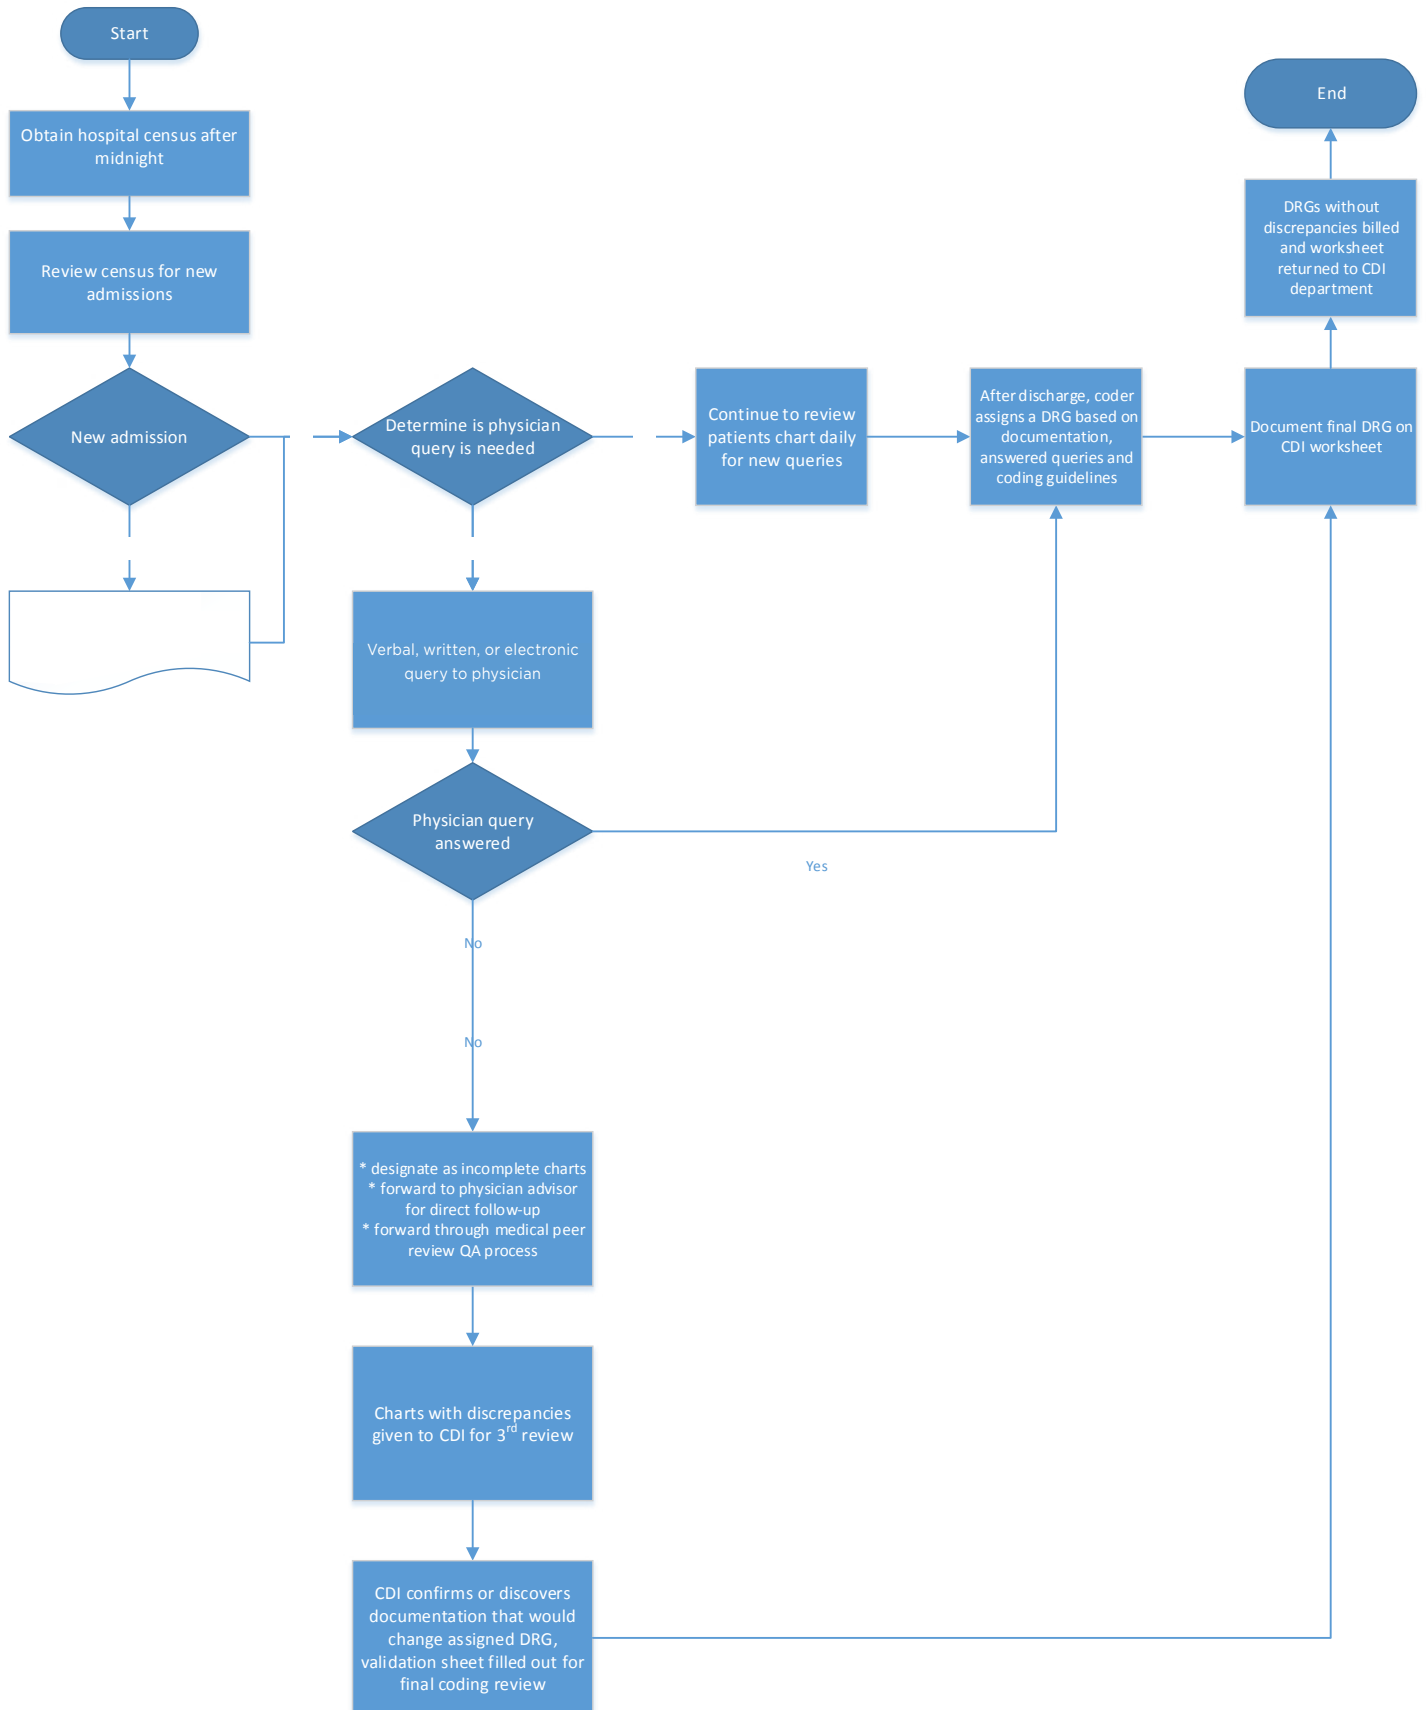 Start
Obtain hospital census after
midnight
Review census for new
admissions
New admission
Determine is physician
query is needed
Continue to review
patients chart daily
for new queries
After discharge, coder
assigns a DRG based on
documentation,
answered queries and
coding guidelines
Document final DRG on
CDI worksheet
DRGs without
discrepancies billed
and worksheet
returned to CDI
department
End
Verbal, written, or electronic
query to physician
Physician query
answered
Yes
No
No
* designate as incomplete charts
* forward to physician advisor
for direct follow-up
* forward through medical peer
review QA process
Charts with discrepancies
given to CDI for 3rd review
CDI confirms or discovers
documentation that would
change assigned DRG,
validation sheet filled out for
final coding review